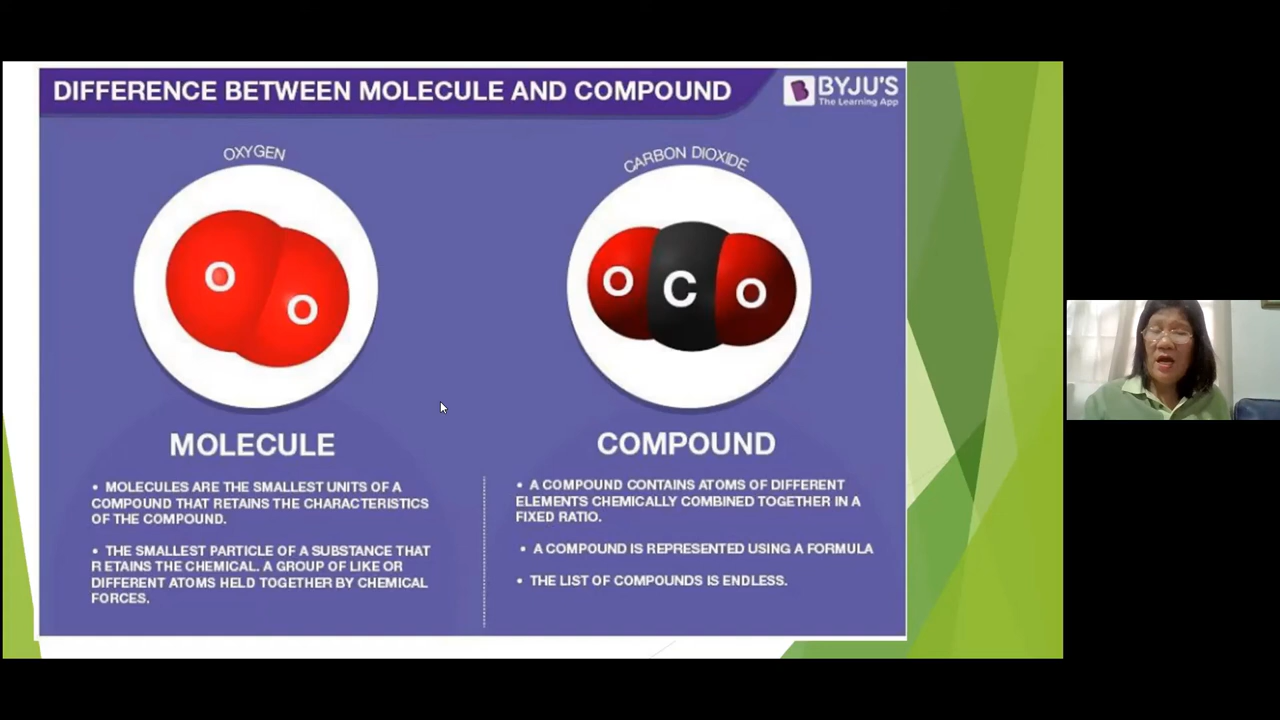 DIFFERENCE BETWEEN MOLECULE AND COMPOUND
BYJU'S
The Learning App
OXYGEN
O
O
MOLECULE
• MOLECULES ARE THE SMALLEST UNITS OF A
COMPOUND THAT RETAINS THE CHARACTERISTICS
OF THE COMPOUND.
• THE SMALLEST PARTICLE OF A SUBSTANCE THAT
R ETAINS THE CHEMICAL. A GROUP OF LIKE OR
DIFFERENT ATOMS HELD TOGETHER BY CHEMICAL
FORCES.
CARBON DIOXIDE
O C O
COMPOUND
• A COMPOUND CONTAINS ATOMS OF DIFFERENT
ELEMENTS CHEMICALLY COMBINED TOGETHER IN A
FIXED RATIO.
• A COMPOUND IS REPRESENTED USING A FORMULA
• THE LIST OF COMPOUNDS IS ENDLESS.